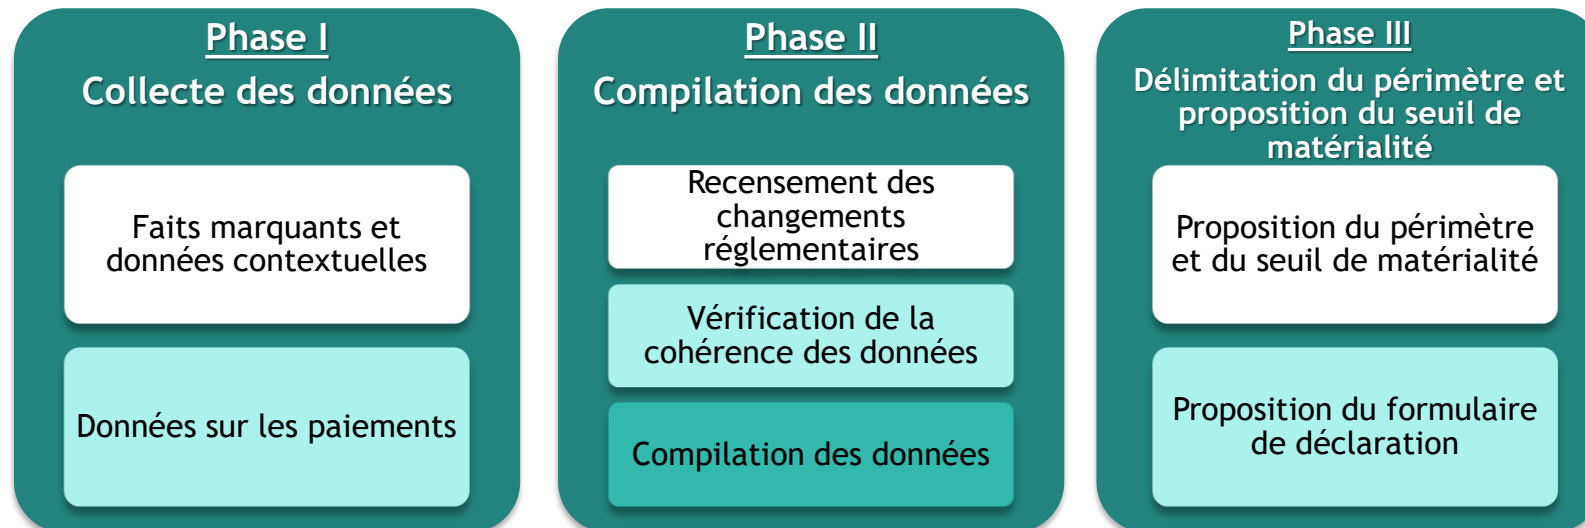 Phase I
Collecte des données
Faits marquants et
données contextuelles
Données sur les paiements
Phase II
Compilation des données
Recensement des
changements
réglementaires
Vérification de la
cohérence des données
Compilation des données
Phase III
Délimitation du périmètre et
proposition du seuil de
matérialité
Proposition du périmètre
et du seuil de matérialité
Proposition du formulaire
de déclaration